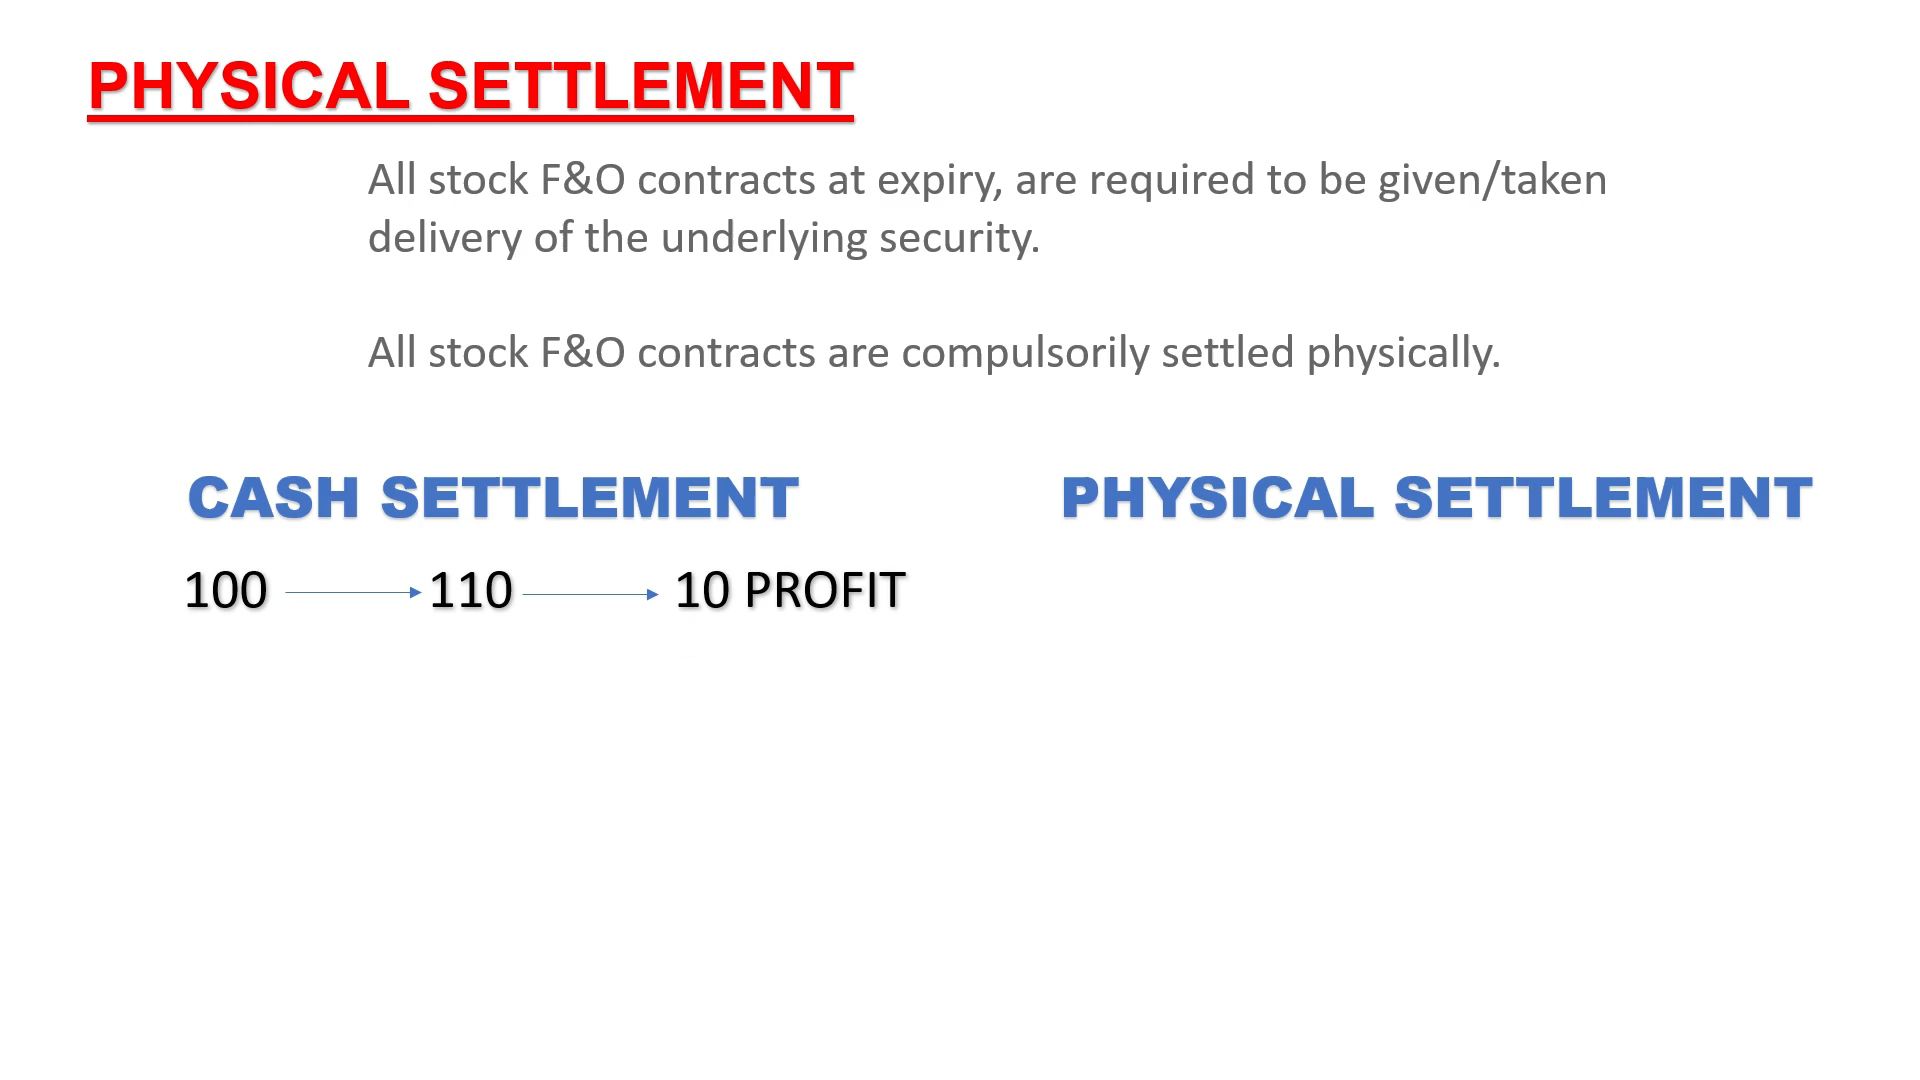 PHYSICAL SETTLEMENT
All stock F&O contracts at expiry, are required to be given/taken
delivery of the underlying security.
All stock F&O contracts are compulsorily settled physically.
CASH SETTLEMENT
100 110 10 PROFIT
PHYSICAL SETTLEMENT